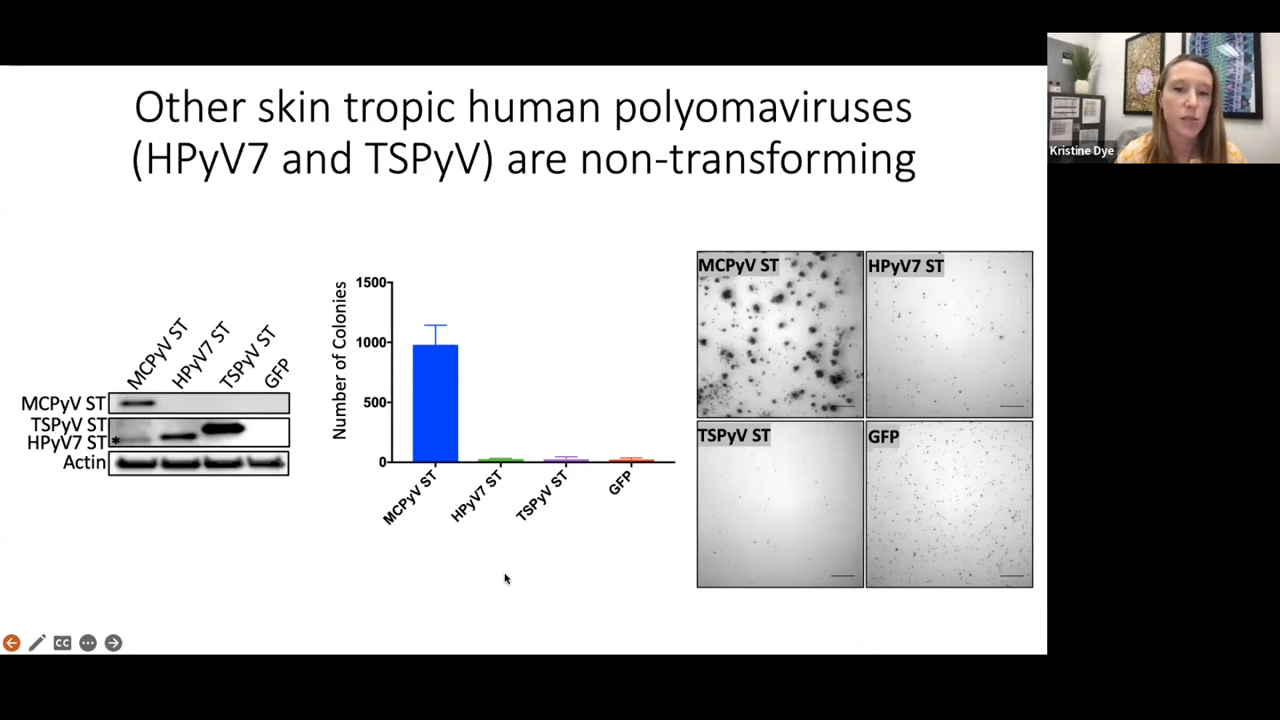 Other skin tropic human polyomaviruses
(HPyV7 and TSPyV) are non-transforming
Kristine Dye
MCPyV ST
HPyV7 ST
TSPyV ST
GFP
MCPyV ST
TSPyV ST
HPyV7 ST
*
Actin
Number of Colonies
1500
1000
500
0
MCPyV ST
HPyV7 ST
TSPyV ST
GFP
MCPyV ST
HPyV7 ST
TSPyV ST
GFP
CC